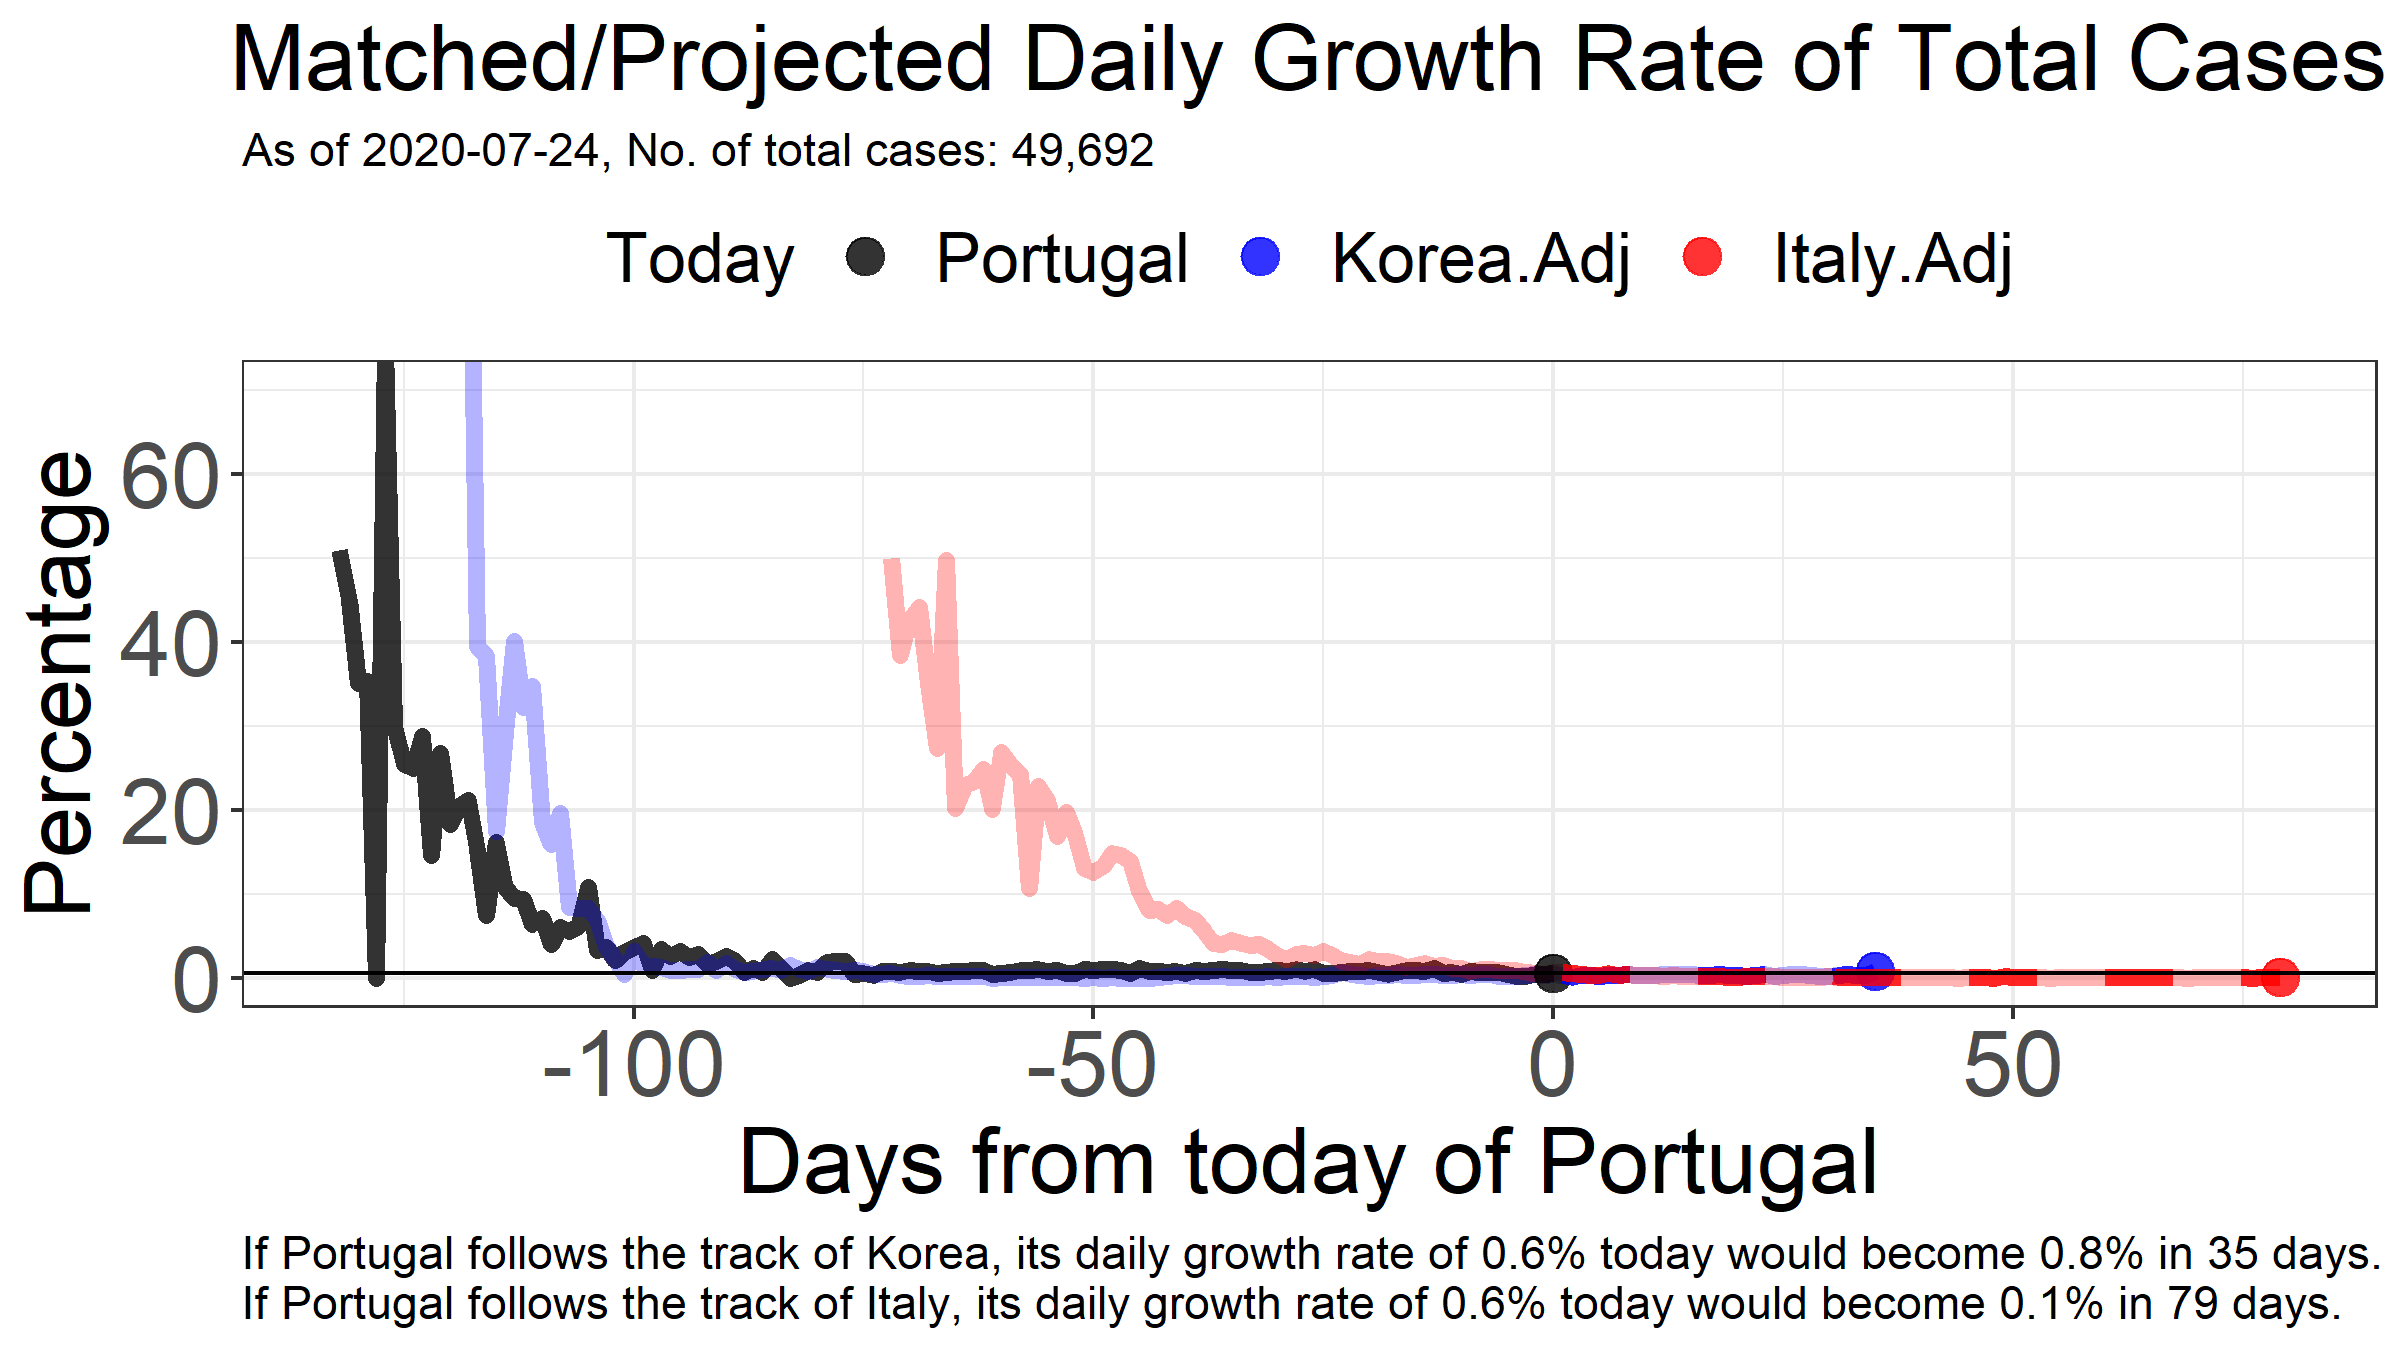 Matched/Projected Daily Growth Rate of Total Cases
As of 2020-07-24, No. of total cases: 49,692
Today Portugal Korea.Adj Italy.Adj
Percentage
60
40
20
0
-100 -50 0 50
Days from today of Portugal
If Portugal follows the track of Korea, its daily growth rate of 0.6% today would become 0.8% in 35 days.
If Portugal follows the track of Italy, its daily growth rate of 0.6% today would become 0.1% in 79 days.